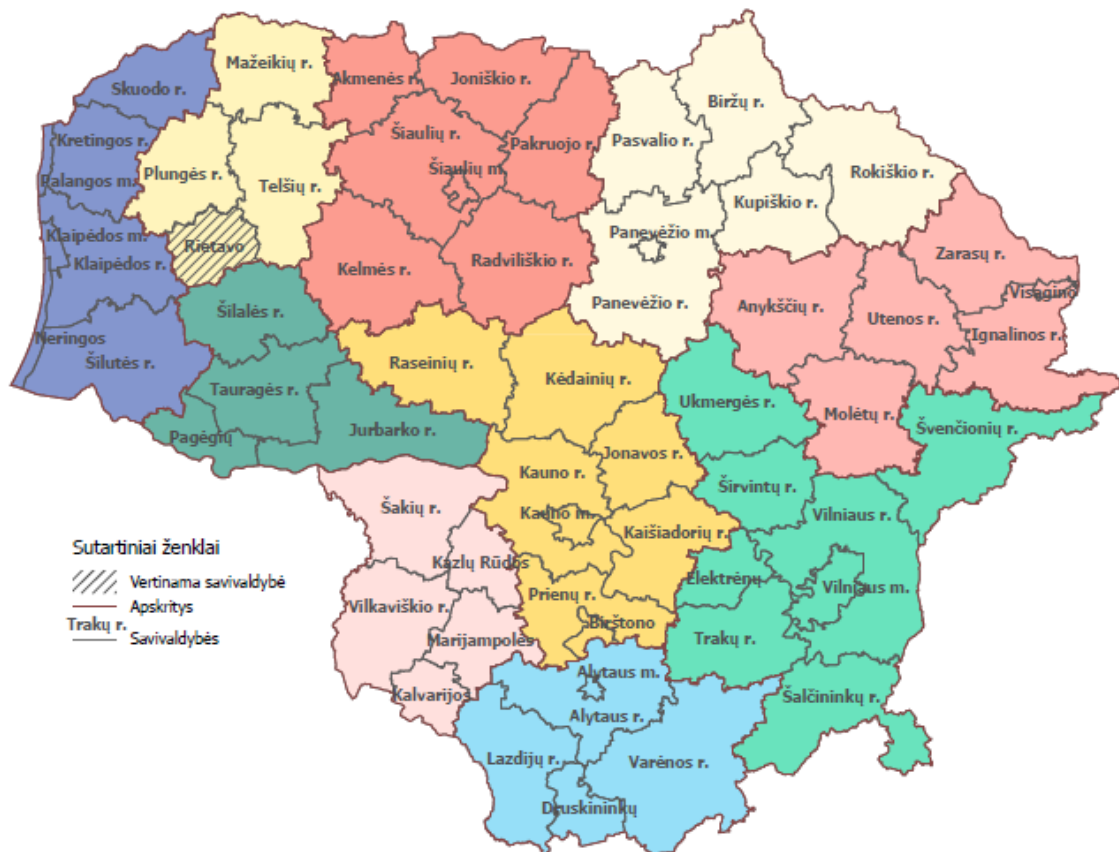 Mažeikių r.
Skuodo r.
Akmenės r.
Joniškio r.
Biržų r.
Kretingos r.
Šiaulių r.
Pakruojo r.
Pasvalio r.
Plungės r.
Telšių r.
Šiaulių m.
Rokiškio r.
Palangos m.
Kupiškio r.
Klaipėdos m.
Rietavo
Panevėžio m.
Zarasų r.
Klaipėdos r.
Kelmės r.
Radviliškio r.
Visagino
Panevėžio r.
Anykščių r.
Utenos r.
Ignalinos r.
Šilalės r.
Neringos
Šilutės r.
Raseinių r.
Kėdainių r.
Tauragės r.
Ukmergės r.
Molėtų r.
Švenčionių r.
Pagėgių
Jurbarko r.
Jonavos r.
Kauno r.
Širvintų r.
Šakių r.
Kauno m.
Kaišiadorių r.
Vilniaus r.
Kazlų Rūdos
Elektrėnų
Vilniaus m.
Prienų r.
Vilkaviškio r.
Birštono
Marijampolės
Trakų r.
Alytaus m.
Kalvarijos
Šalčininkų r.
Alytaus r.
Lazdijų r.
Varėnos r.
Druskininkų
Sutartiniai ženklai
Vertinama savivaldybė
Apskritys
Trakų r.
Savivaldybės